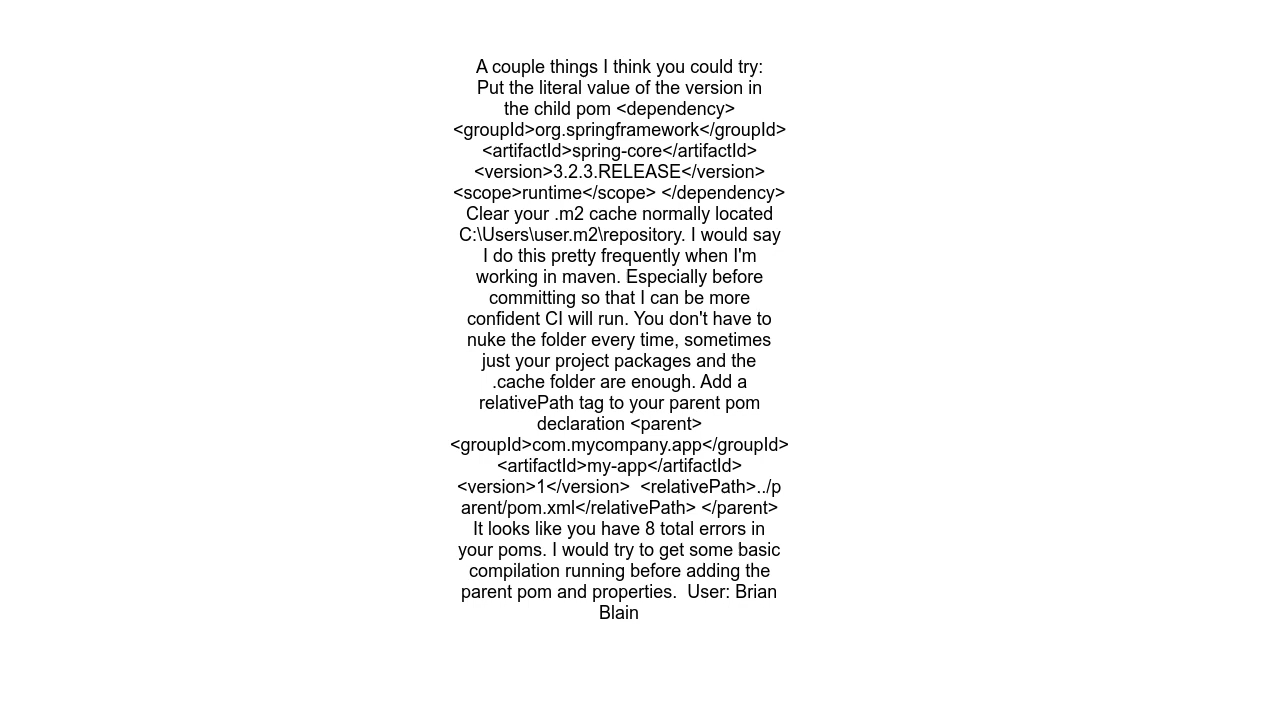 A couple things I think you could try:
Put the literal value of the version in
the child pom <dependency>
<groupId>org.springframework</groupId>
<artifactId>spring-core</artifactId>
<version>3.2.3.RELEASE</version>
<scope>runtime</scope> </dependency>
Clear your .m2 cache normally located
C:\Users\user.m2\repository. I would say
I do this pretty frequently when I'm
working in maven. Especially before
committing so that I can be more
confident CI will run. You don't have to
nuke the folder every time, sometimes
just your project packages and the
.cache folder are enough. Add a
relativePath tag to your parent pom
declaration <parent>
<groupId>com.mycompany.app</groupId>
<artifactId>my-app</artifactId>
<version>1</version>  <relativePath>../p
arent/pom.xml</relativePath> </parent>
It looks like you have 8 total errors in
your poms. I would try to get some basic
compilation running before adding the
parent pom and properties.  User: Brian
Blain